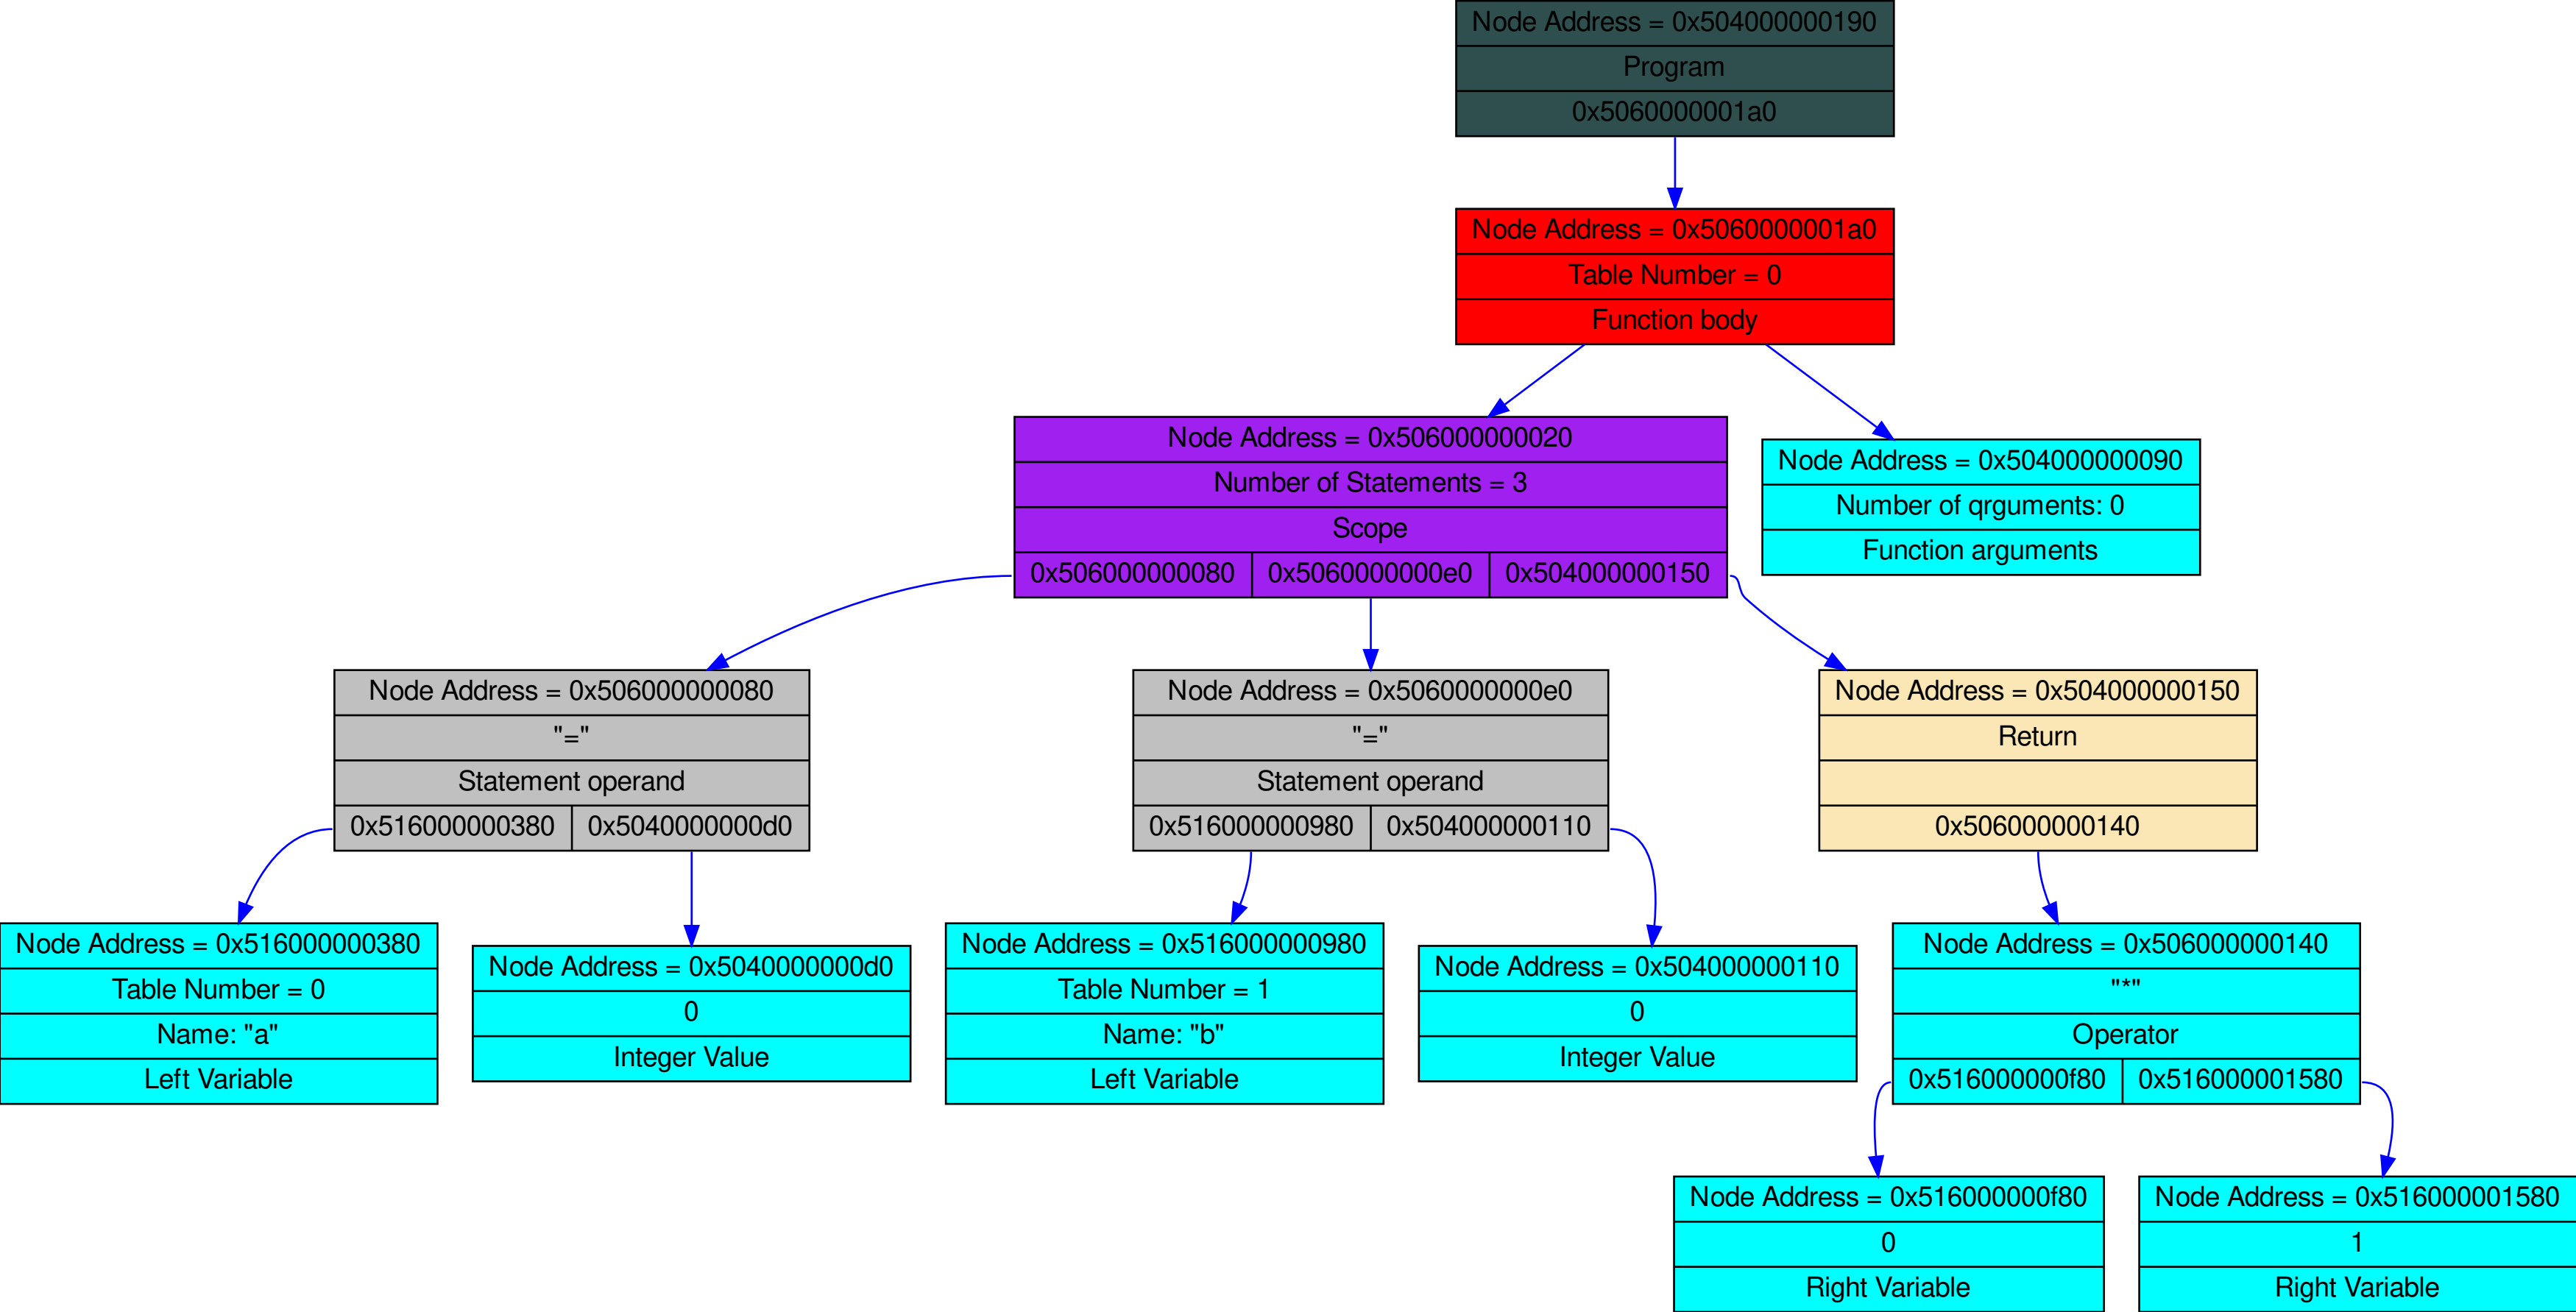 Node Address = 0x504000000190
Program
0x5060000001a0
Node Address = 0x5060000001a0
Table Number = 0
Function body
Node Address = 0x506000000020
Number of Statements = 3
Scope
0x506000000080 0x5060000000e0 0x504000000150
Node Address = 0x504000000090
Number of qrguments: 0
Function arguments
Node Address = 0x506000000080
"="
Statement operand
0x516000000380 0x5040000000d0
Node Address = 0x5060000000e0
"="
Statement operand
0x516000000980 0x504000000110
Node Address = 0x504000000150
Return
0x506000000140
Node Address = 0x516000000380
Table Number = 0
Name: "a"
Left Variable
Node Address = 0x5040000000d0
0
Integer Value
Node Address = 0x516000000980
Table Number = 1
Name: "b"
Left Variable
Node Address = 0x504000000110
0
Integer Value
Node Address = 0x506000000140
"*"
Operator
0x516000000f80 0x516000001580
Node Address = 0x516000000f80
0
Right Variable
Node Address = 0x516000001580
1
Right Variable